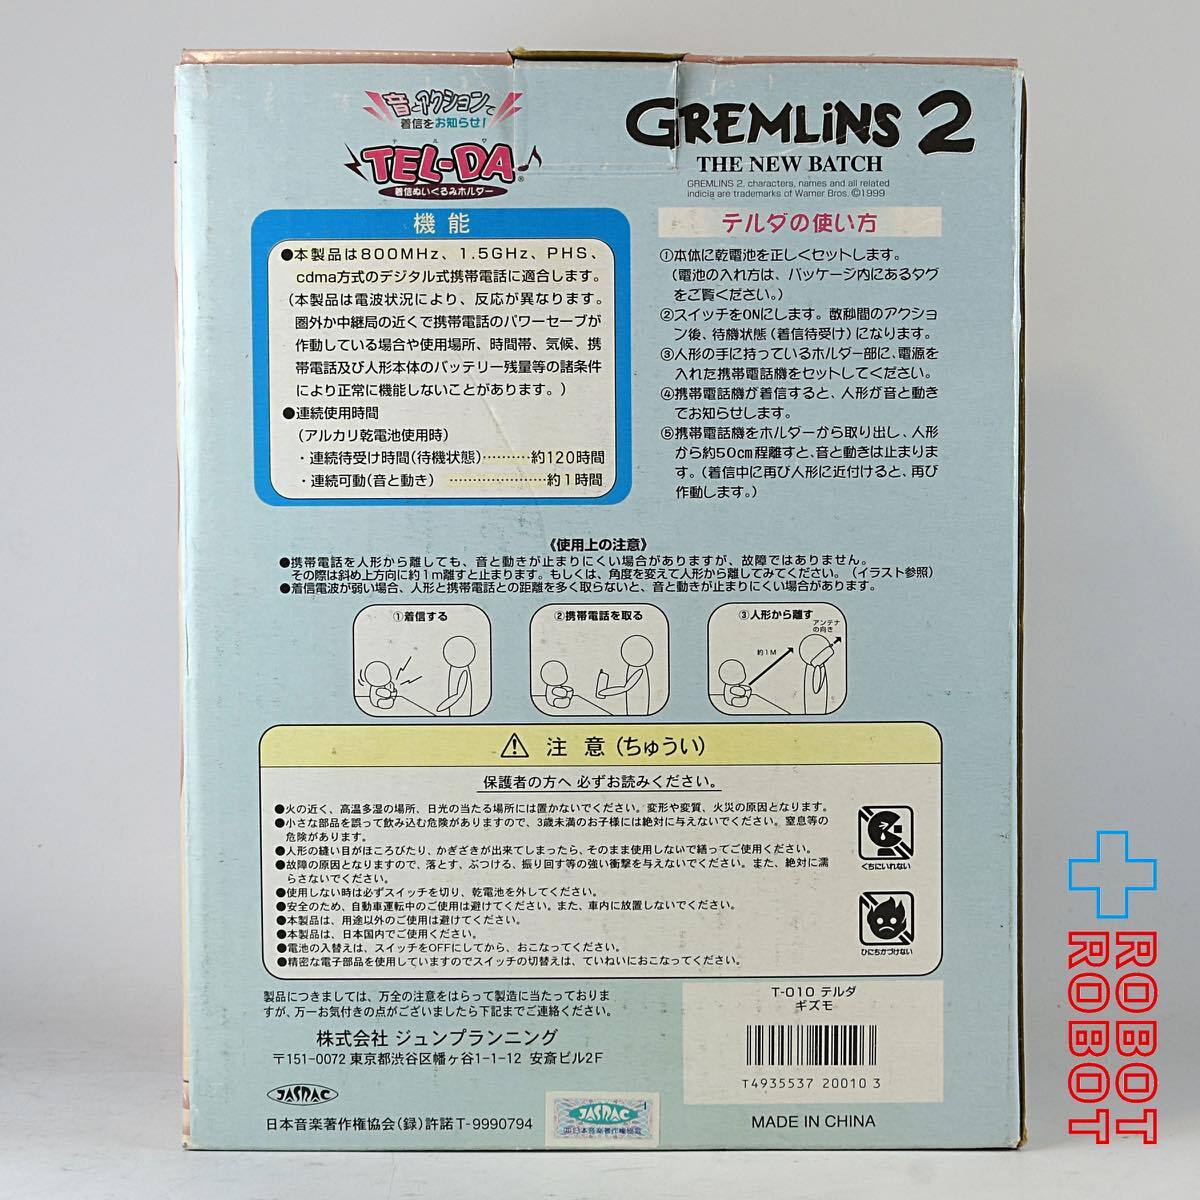 音とアクションで
着信をお知らせ!
テルダ
TEL-DA®
着信ぬいぐるみホルダー
GREMLINS 2
THE NEW BATCH
GREMLINS 2, characters, names and all related
indicia are trademarks of Warner Bros. ©1999
機能
●本製品は800MHz、1.5GHz、PHS、
cdma方式のデジタル式携帯電話に適合します。
(本製品は電波状況により、反応が異なります。
圏外か中継局の近くで携帯電話のパワーセーブが
作動している場合や使用場所、時間帯、気候、携
帯電話及び人形本体のバッテリー残量等の諸条件
により正常に機能しないことがあります。)
●連続使用時間
(アルカリ乾電池使用時)
・連続待受け時間(待機状態)………約120時間
・連続可動(音と動き) …………………約1時間
テルダの使い方
①本体に乾電池を正しくセットします。
(電池の入れ方は、パッケージ内にあるタグ
をご覧ください。)
②スイッチをONにします。数秒間のアクショ
ン後、待機状態(着信待受け)になります。
③人形の手に持っているホルダー部に、電源を
入れた携帯電話機をセットしてください。
④携帯電話機が着信すると、人形が音と動き
でお知らせします。
⑤携帯電話機をホルダーから取り出し、人形
から約50cm程離すと、音と動きは止まりま
す。(着信中に再び人形に近付けると、再び
作動します。)
《使用上の注意》
●携帯電話を人形から離しても、音と動きが止まりにくい場合がありますが、故障ではありません。
その際は斜め上方向に約1m離すと止まります。もしくは、角度を変えて人形から離してみてください。(イラスト参照)
●着信電波が弱い場合、人形と携帯電話との距離を多く取らないと、音と動きが止まりにくい場合があります。
①着信する
②携帯電話を取る
③人形から離す
アンテナ
の向き
約1M
⚠ 注意(ちゅうい)
保護者の方へ 必ずお読みください。
●火の近く、高温多湿の場所、日光の当たる場所には置かないでください。変形や変質、火災の原因となります。
●小さな部品を誤って飲み込む危険がありますので、3歳未満のお子様には絶対に与えないでください。窒息等の
危険があります。
●人形の縫い目がほころびたり、かぎざきが出来てしまったら、そのまま使用しないで繕ってご使用ください。
●故障の原因となりますので、落とす、ぶつける、振り回す等の強い衝撃を与えないでください。また、絶対に濡
らさないでください。
●使用しない時は必ずスイッチを切り、乾電池を外してください。
●安全のため、自動車運転中のご使用は避けてください。また、車内に放置しないでください。
●本製品は、用途以外のご使用は避けてください。
●本製品は、日本国内でご使用ください。
●電池の入替えは、スイッチをOFFにしてから、おこなってください。
●精密な電子部品を使用していますのでスイッチの切替えは、ていねいにおこなってください。
くちにいれない
ひにちかづけない
製品につきましては、万全の注意をはらって製造に当たっておりま
すが、万一お気付きの点がございましたら下記までご連絡ください。
株式会社 ジュンプランニング
〒151-0072 東京都渋谷区幡ヶ谷1-1-12 安斎ビル2F
JASRAC
日本音楽著作権協会(録)許諾T-9990794
JASRAC
日本音楽著作権協会
T-010 テルダ
ギズモ
T4935537 20010 3
MADE IN CHINA
ROBOT
ROBOT